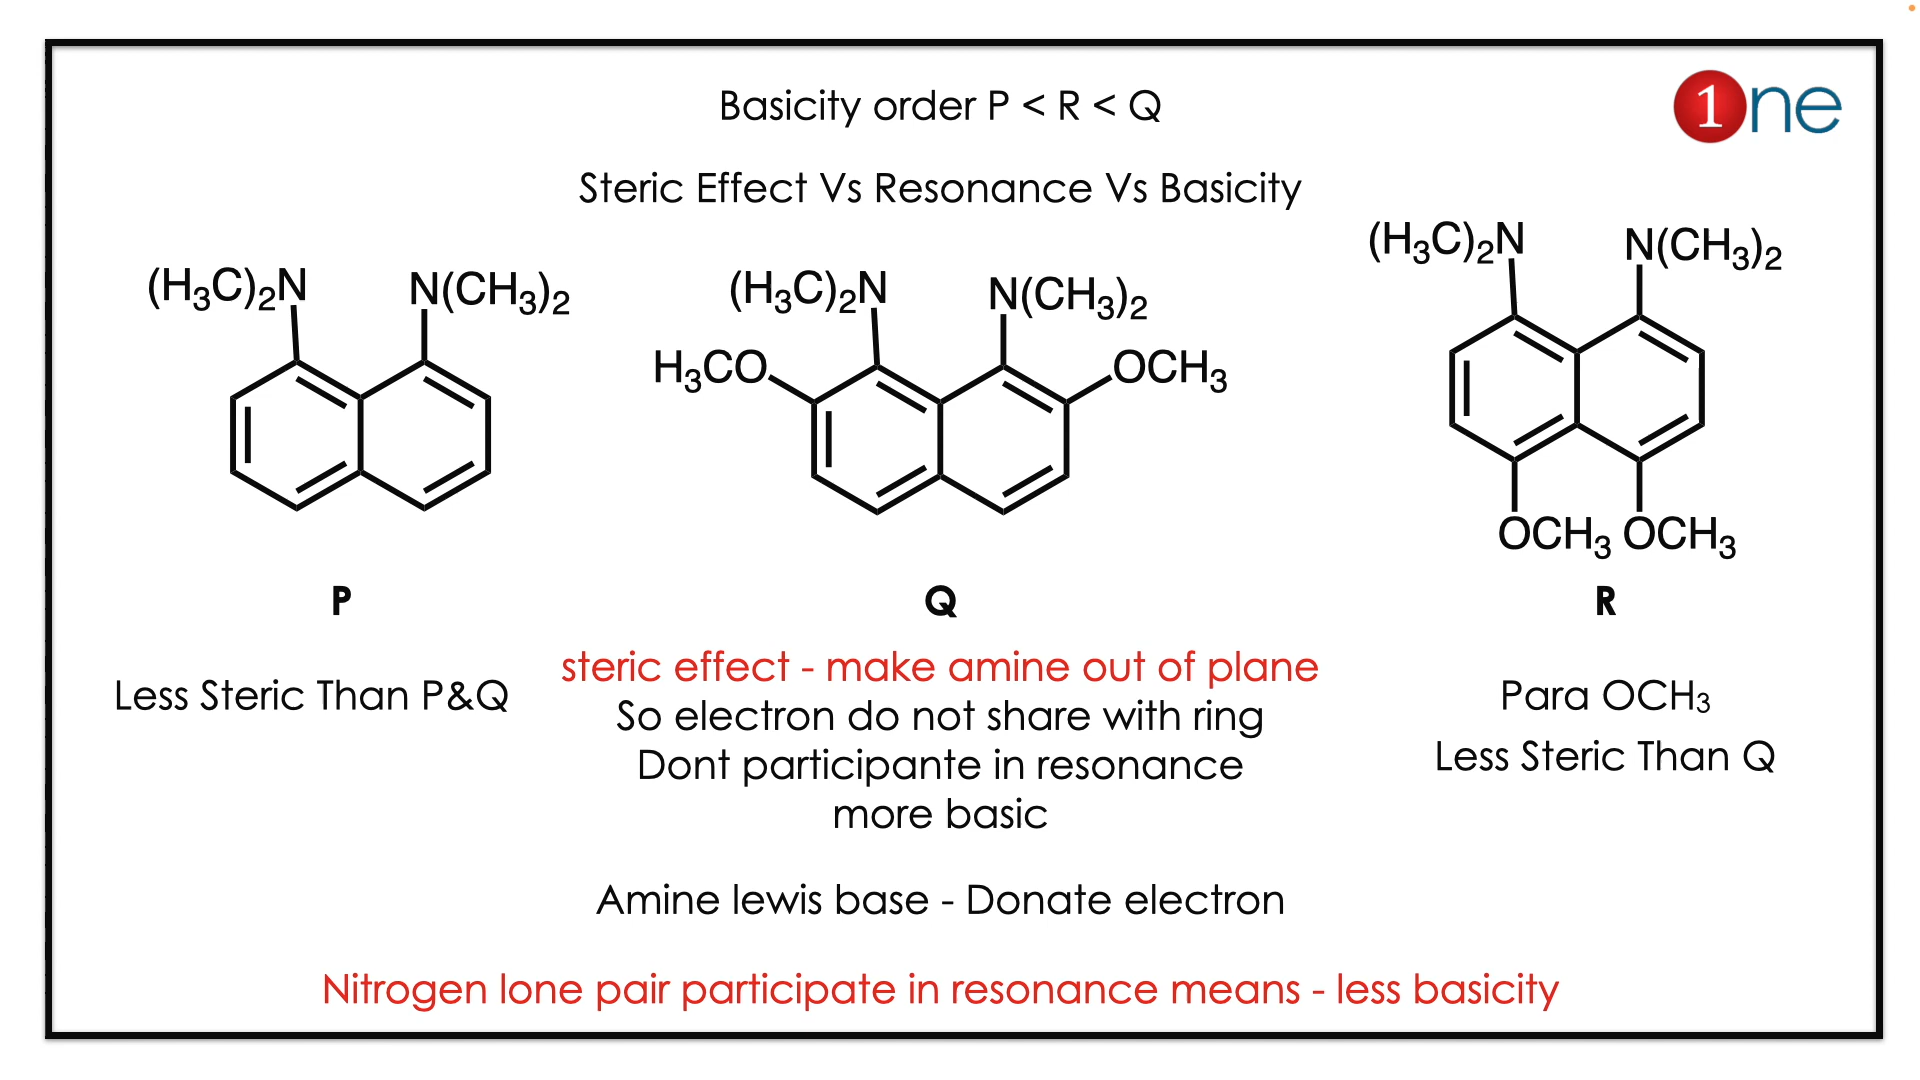 Basicity order P < R < Q
1ne
Steric Effect Vs Resonance Vs Basicity
(H₃C)₂N N(CH₃)₂
(H₃C)₂N N(CH₃)₂
H₃CO OCH₃
(H₃C)₂N N(CH₃)₂
OCH₃ OCH₃
P
Q
R
Less Steric Than P&Q
steric effect - make amine out of plane
So electron do not share with ring
Dont participante in resonance
more basic
Para OCH₃
Less Steric Than Q
Amine lewis base - Donate electron
Nitrogen lone pair participate in resonance means - less basicity